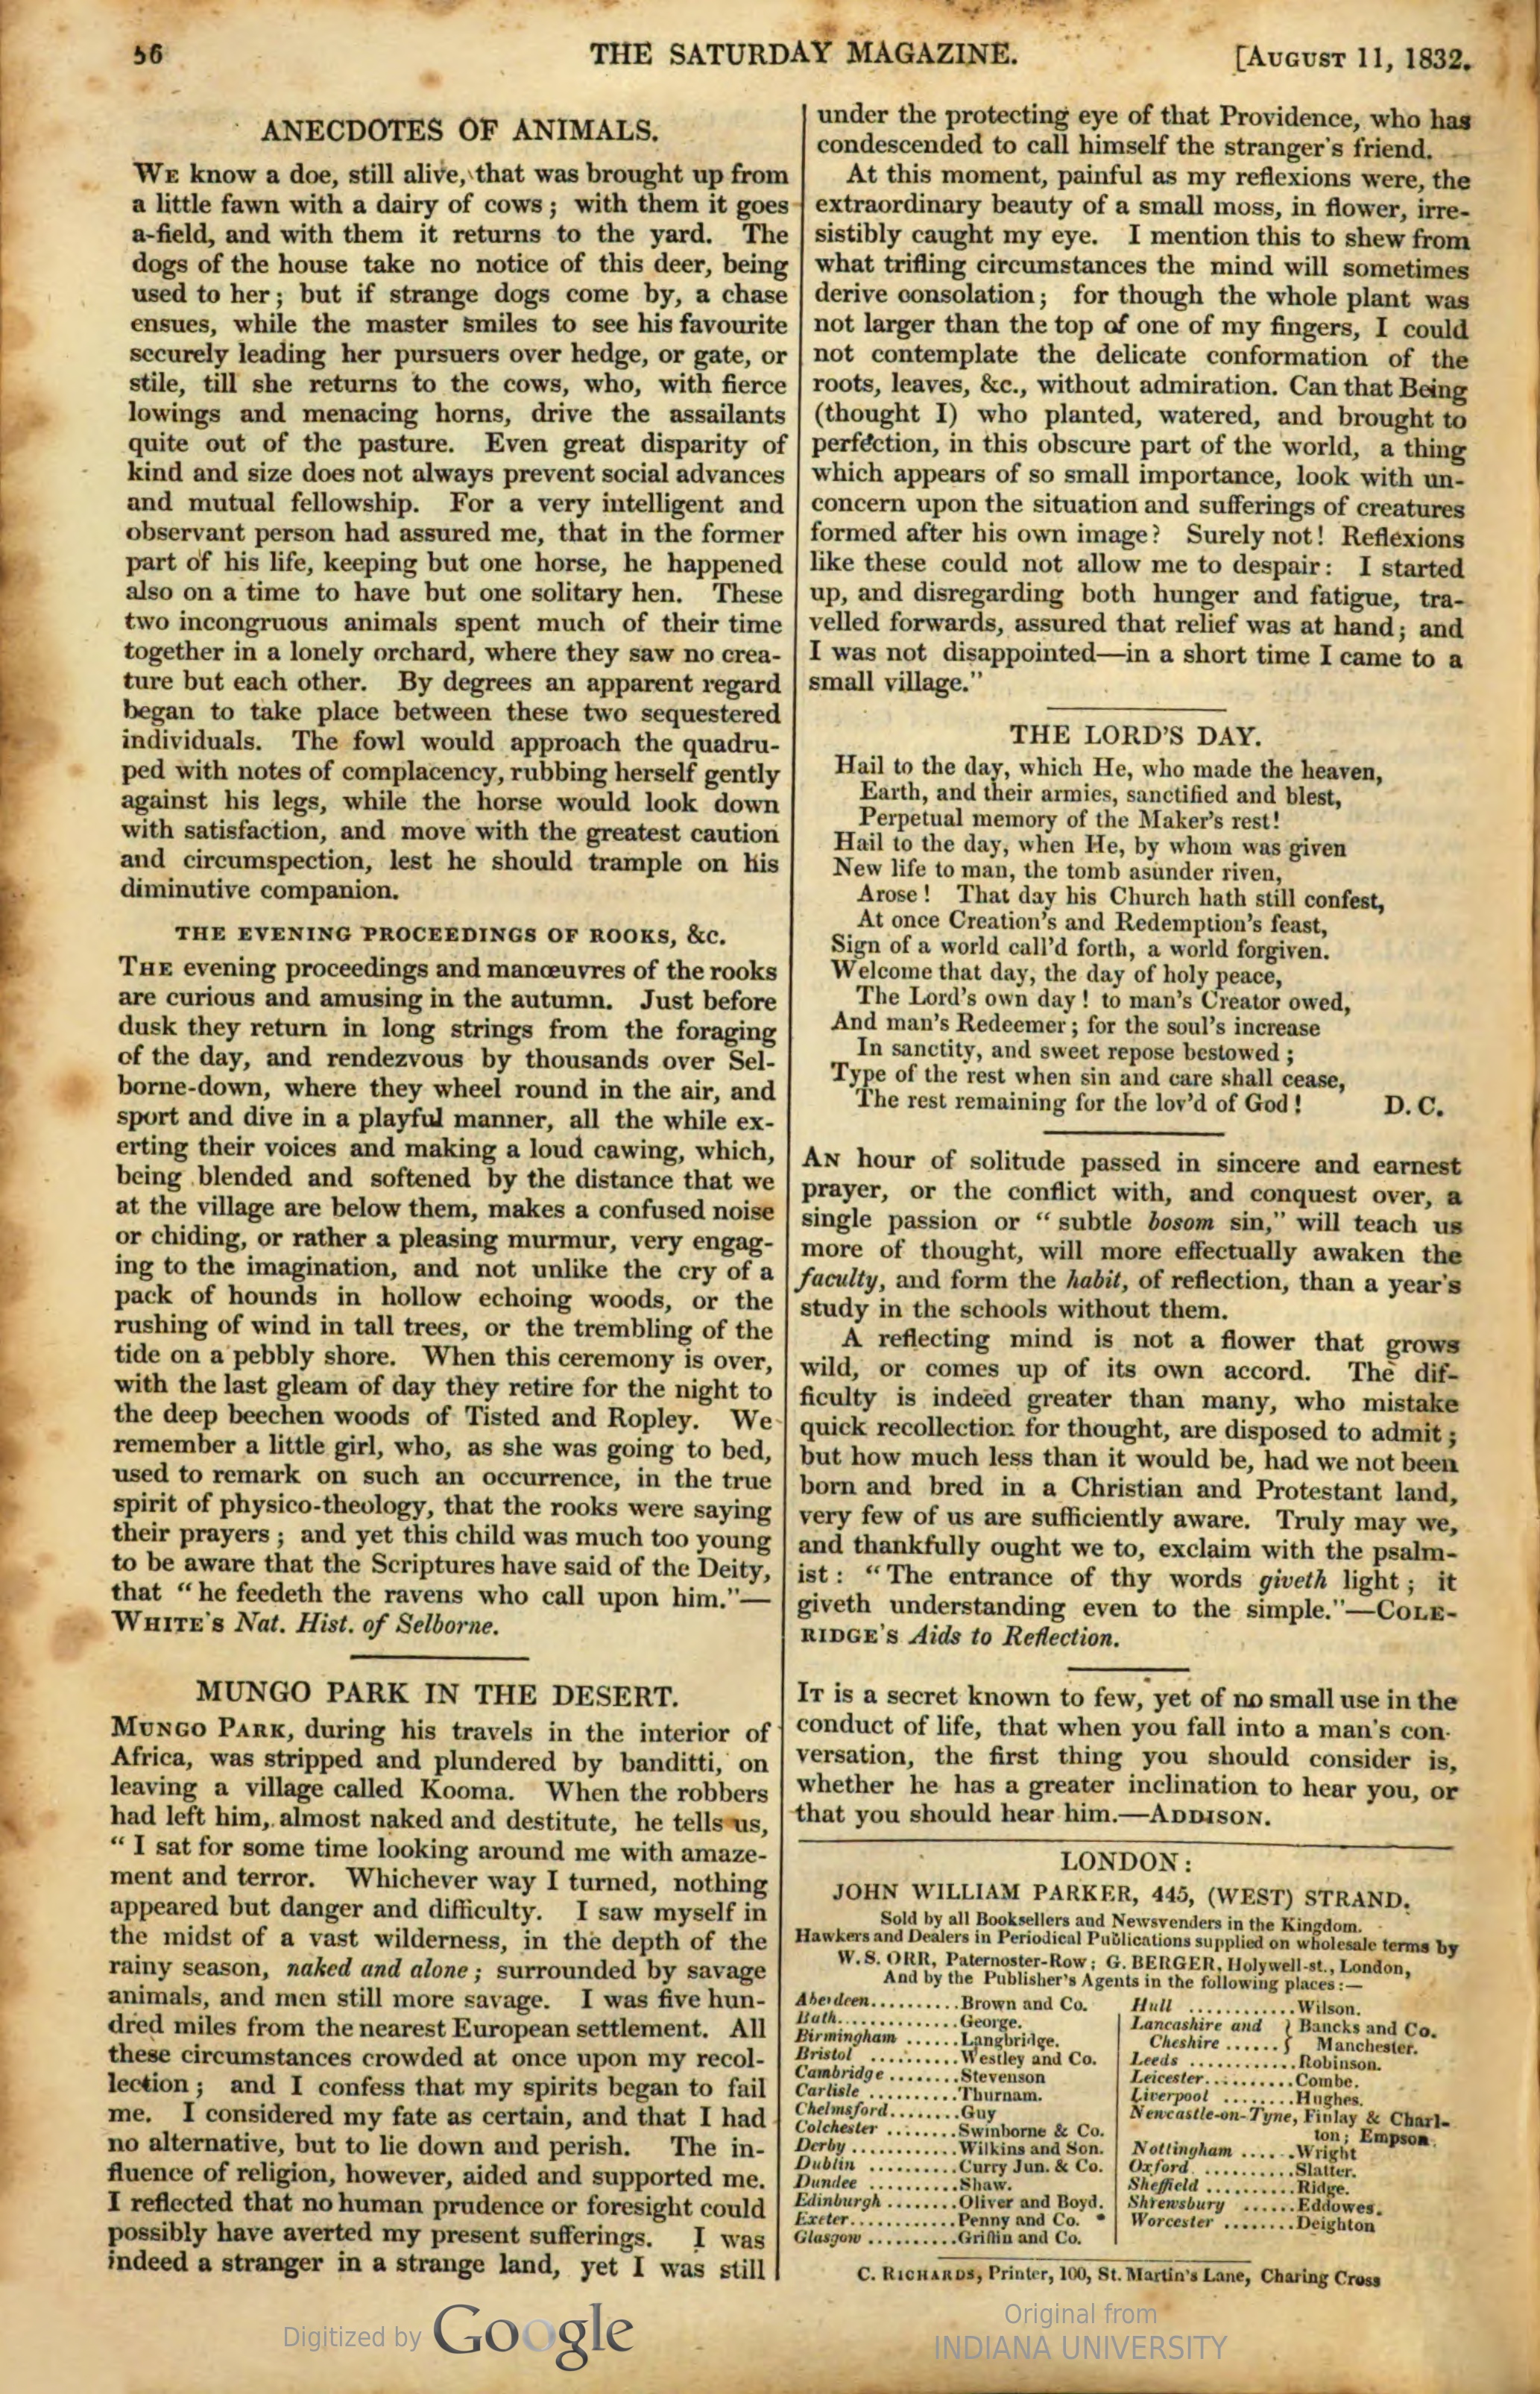 56
THE SATURDAY MAGAZINE.
[AUGUST 11, 1832.
ANECDOTES OF ANIMALS.
WE know a doe, still alive, that was brought up from
a little fawn with a dairy of cows; with them it goes
a-field, and with them it returns to the yard. The
dogs of the house take no notice of this deer, being
used to her; but if strange dogs come by, a chase
ensues, while the master smiles to see his favourite
securely leading her pursuers over hedge, or gate, or
stile, till she returns to the cows, who, with fierce
lowings and menacing horns, drive the assailants
quite out of the pasture. Even great disparity of
kind and size does not always prevent social advances
and mutual fellowship. For a very intelligent and
observant person had assured me, that in the former
part of his life, keeping but one horse, he happened
also on a time to have but one solitary hen. These
two incongruous animals spent much of their time
together in a lonely orchard, where they saw no crea-
ture but each other. By degrees an apparent regard
began to take place between these two sequestered
individuals. The fowl would approach the quadru-
ped with notes of complacency, rubbing herself gently
against his legs, while the horse would look down
with satisfaction, and move with the greatest caution
and circumspection, lest he should trample on his
diminutive companion.
THE EVENING PROCEEDINGS OF ROOKS, &c.
THE evening proceedings and manœuvres of the rooks
are curious and amusing in the autumn. Just before
dusk they return in long strings from the foraging
of the day, and rendezvous by thousands over Sel-
borne-down, where they wheel round in the air, and
sport and dive in a playful manner, all the while ex-
erting their voices and making a loud cawing, which,
being blended and softened by the distance that we
at the village are below them, makes a confused noise
or chiding, or rather a pleasing murmur, very engag-
ing to the imagination, and not unlike the cry of a
pack of hounds in hollow echoing woods, or the
rushing of wind in tall trees, or the trembling of the
tide on a pebbly shore. When this ceremony is over,
with the last gleam of day they retire for the night to
the deep beechen woods of Tisted and Ropley. We
remember a little girl, who, as she was going to bed,
used to remark on such an occurrence, in the true
spirit of physico-theology, that the rooks were saying
their prayers; and yet this child was much too young
to be aware that the Scriptures have said of the Deity,
that "he feedeth the ravens who call upon him."—
WHITE'S Nat. Hist. of Selborne.
MUNGO PARK IN THE DESERT.
MUNGO PARK, during his travels in the interior of
Africa, was stripped and plundered by banditti, on
leaving a village called Kooma. When the robbers
had left him, almost naked and destitute, he tells us,
"I sat for some time looking around me with amaze-
ment and terror. Whichever way I turned, nothing
appeared but danger and difficulty. I saw myself in
the midst of a vast wilderness, in the depth of the
rainy season, naked and alone; surrounded by savage
animals, and men still more savage. I was five hun-
dred miles from the nearest European settlement. All
these circumstances crowded at once upon my recol-
lection; and I confess that my spirits began to fail
me. I considered my fate as certain, and that I had
no alternative, but to lie down and perish. The in-
fluence of religion, however, aided and supported me.
I reflected that no human prudence or foresight could
possibly have averted my present sufferings. I was
indeed a stranger in a strange land, yet I was still
under the protecting eye of that Providence, who has
condescended to call himself the stranger's friend.
At this moment, painful as my reflexions were, the
extraordinary beauty of a small moss, in flower, irre-
sistibly caught my eye. I mention this to shew from
what trifling circumstances the mind will sometimes
derive consolation; for though the whole plant was
not larger than the top of one of my fingers, I could
not contemplate the delicate conformation of the
roots, leaves, &c., without admiration. Can that Being
(thought I) who planted, watered, and brought to
perfection, in this obscure part of the world, a thing
which appears of so small importance, look with un-
concern upon the situation and sufferings of creatures
formed after his own image? Surely not! Reflexions
like these could not allow me to despair: I started
up, and disregarding both hunger and fatigue, tra-
velled forwards, assured that relief was at hand; and
I was not disappointed—in a short time I came to a
small village."
THE LORD'S DAY.
Hail to the day, which He, who made the heaven,
Earth, and their armies, sanctified and blest,
Perpetual memory of the Maker's rest!
Hail to the day, when He, by whom was given
New life to man, the tomb asunder riven,
Arose! That day his Church hath still confest,
At once Creation's and Redemption's feast,
Sign of a world call'd forth, a world forgiven.
Welcome that day, the day of holy peace,
The Lord's own day! to man's Creator owed,
And man's Redeemer; for the soul's increase
In sanctity, and sweet repose bestowed;
Type of the rest when sin and care shall cease,
The rest remaining for the lov'd of God! D. C.
AN hour of solitude passed in sincere and earnest
prayer, or the conflict with, and conquest over, a
single passion or "subtle bosom sin," will teach us
more of thought, will more effectually awaken the
faculty, and form the habit, of reflection, than a year's
study in the schools without them.
A reflecting mind is not a flower that grows
wild, or comes up of its own accord. The dif-
ficulty is indeed greater than many, who mistake
quick recollection for thought, are disposed to admit;
but how much less than it would be, had we not been
born and bred in a Christian and Protestant land,
very few of us are sufficiently aware. Truly may we,
and thankfully ought we to, exclaim with the psalm-
ist: "The entrance of thy words giveth light; it
giveth understanding even to the simple."—COLE-
RIDGE'S Aids to Reflection.
IT is a secret known to few, yet of no small use in the
conduct of life, that when you fall into a man's con-
versation, the first thing you should consider is,
whether he has a greater inclination to hear you, or
that you should hear him.—ADDISON.
LONDON:
JOHN WILLIAM PARKER, 445, (WEST) STRAND.
Sold by all Booksellers and Newsvenders in the Kingdom.
Hawkers and Dealers in Periodical Publications supplied on wholesale terms by
W. S. ORR, Paternoster-Row; G. BERGER, Holywell-st., London,
And by the Publisher's Agents in the following places:—
Aberdeen..........Brown and Co.
Bath..............George.
Birmingham ......Langbridge.
Bristol ..........Westley and Co.
Cambridge ........Stevenson
Carlisle ..........Thurnam.
Chelmsford........Guy
Colchester ........Swinborne & Co.
Derby ............Wilkins and Son.
Dublin ..........Curry Jun. & Co.
Dundee ..........Shaw.
Edinburgh ........Oliver and Boyd.
Exeter............Penny and Co.
Glasgow ..........Griffin and Co.
Hull ............Wilson.
Lancashire and } Bancks and Co.
Cheshire ...... } Manchester.
Leeds ............Robinson.
Leicester..........Combe.
Liverpool ........Hughes.
Newcastle-on-Tyne, Finlay & Charl-
ton; Empson.
Nottingham ......Wright
Oxford ..........Slatter.
Sheffield ..........Ridge.
Shrewsbury ......Eddowes.
Worcester ........Deighton
C. RICHARDS, Printer, 100, St. Martin's Lane, Charing Cross
Digitized by Google
Original from
INDIANA UNIVERSITY